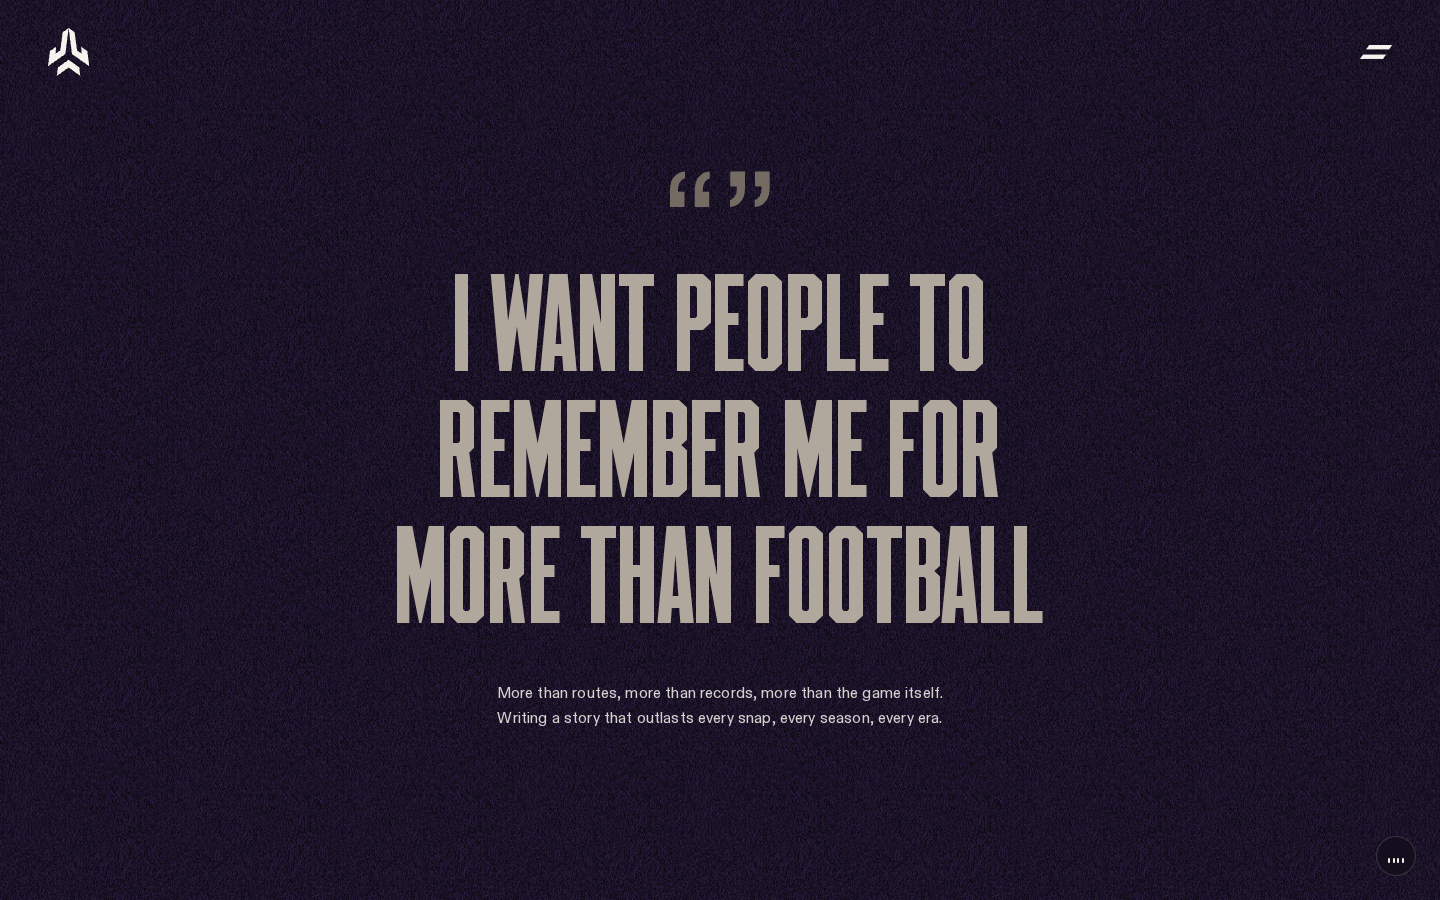 “ ”
I WANT PEOPLE TO
REMEMBER ME FOR
MORE THAN FOOTBALL
More than routes, more than records, more than the game itself.
Writing a story that outlasts every snap, every season, every era.